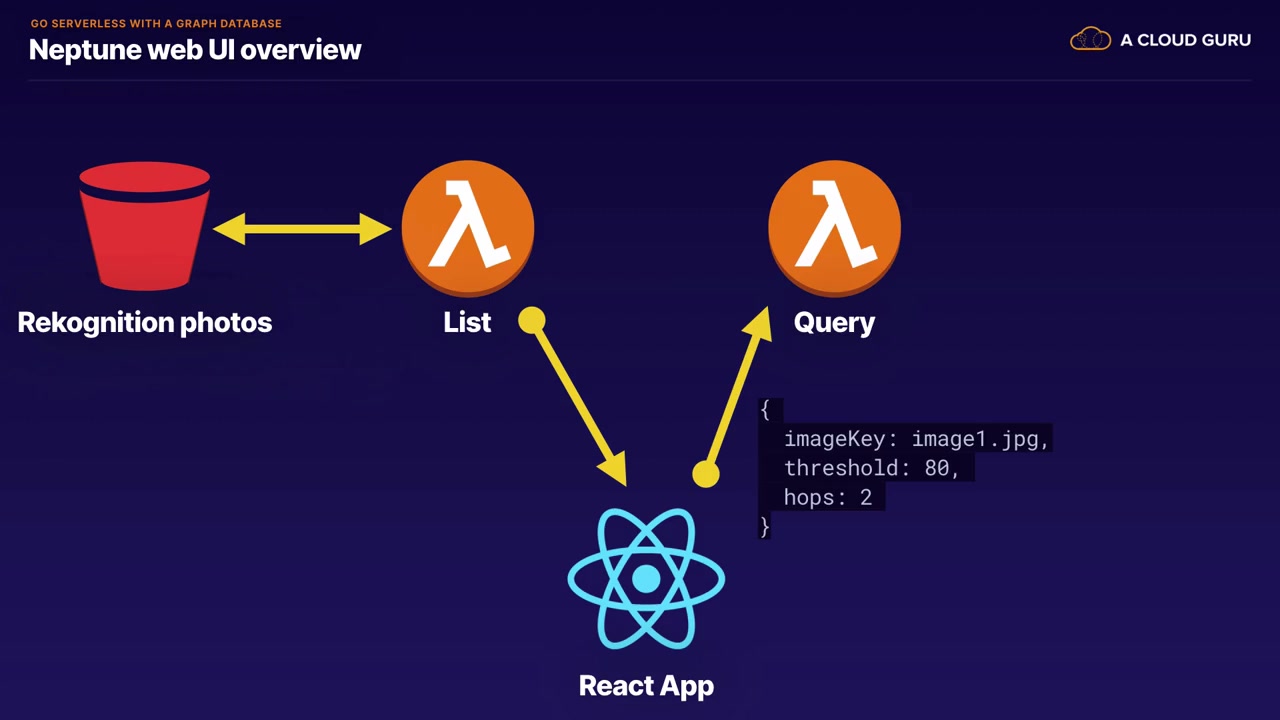 GO SERVERLESS WITH A GRAPH DATABASE
Neptune web UI overview
A CLOUD GURU
Rekognition photos
List
Query
{
imageKey: image1.jpg,
threshold: 80,
hops: 2
}
React App